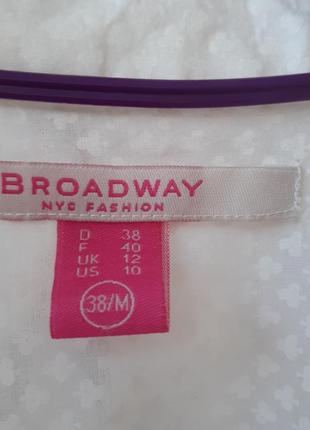 BROADWAY
NYC FASHION
D 38
F 40
UK 12
US 10
38/M